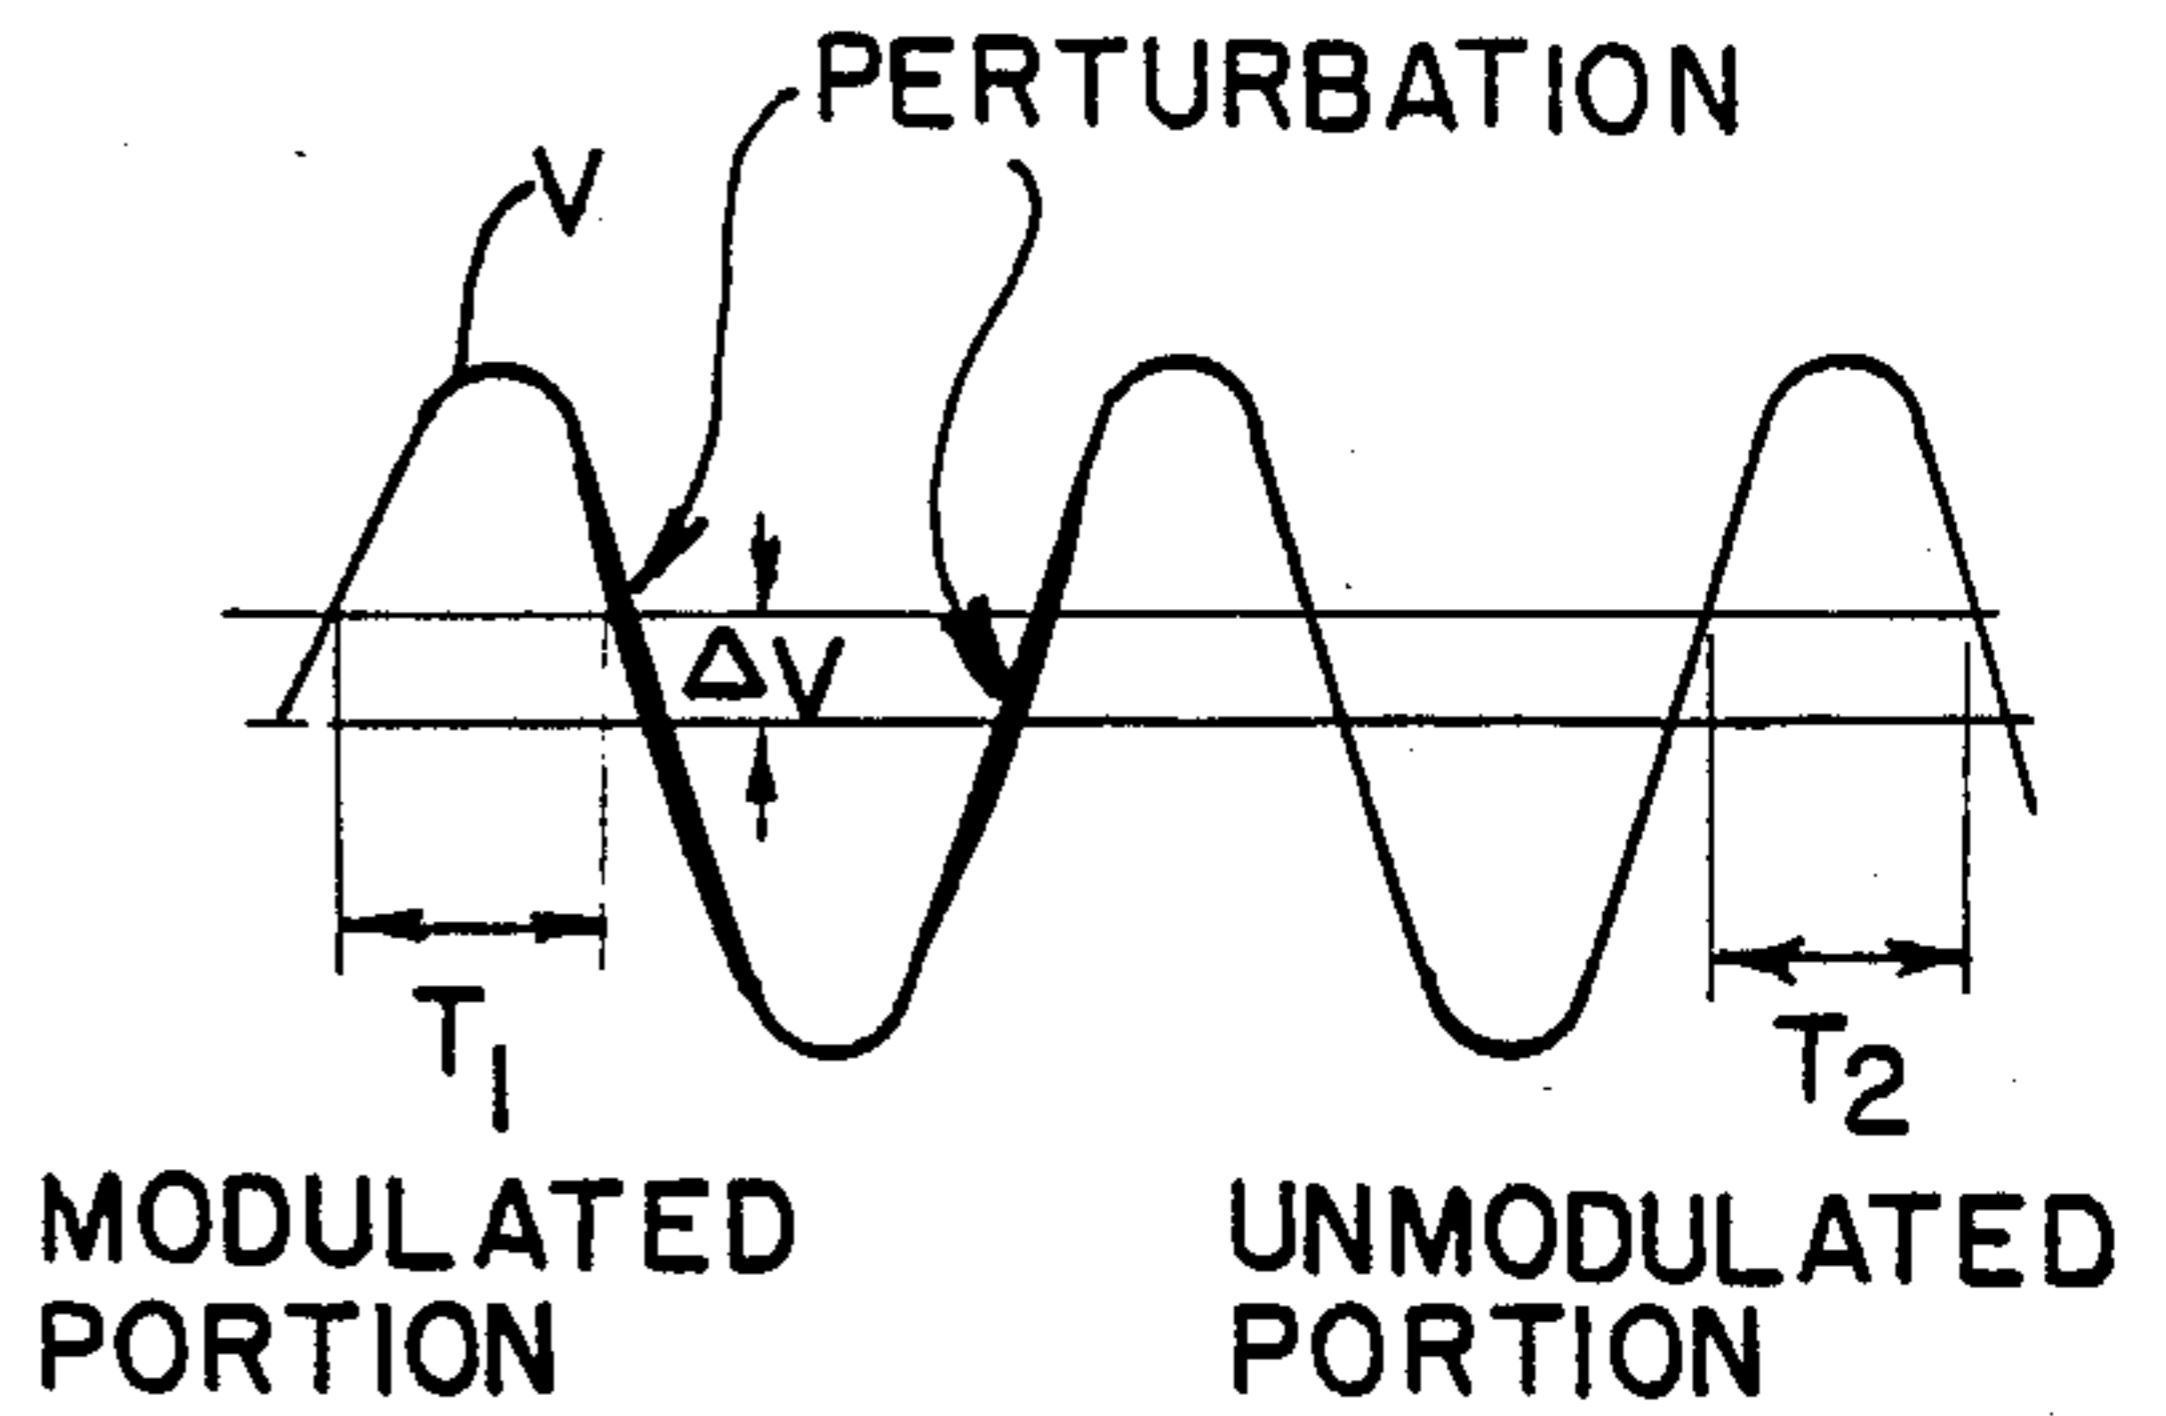 PERTURBATION
V
ΔV
T1
T2
MODULATED
PORTION
UNMODULATED
PORTION